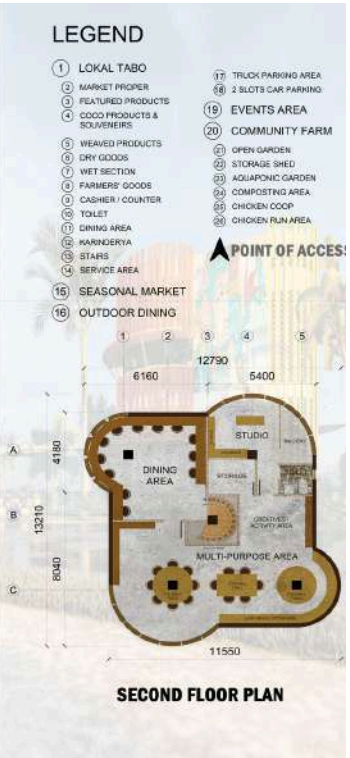 LEGEND
1 LOKAL TABO
2 MARKET PROPER
3 FEATURED PRODUCTS
4 COCO PRODUCTS &
SOUVENEIRS
5 WEAVED PRODUCTS
6 DRY GOODS
7 WET SECTION
8 FARMERS' GOODS
9 CASHIER / COUNTER
10 TOILET
11 DINING AREA
12 KARINDERYA
13 STAIRS
14 SERVICE AREA
15 SEASONAL MARKET
16 OUTDOOR DINING
17 TRUCK PARKING AREA
18 2 SLOTS CAR PARKING
19 EVENTS AREA
20 COMMUNITY FARM
21 OPEN GARDEN
22 STORAGE SHED
23 AQUAPONIC GARDEN
24 COMPOSTING AREA
25 CHICKEN COOP
26 CHICKEN RUN AREA
POINT OF ACCESS
1 2 3 4 5
12790
6160 5400
A
B
C
4180
13210
8040
STUDIO
BALCONY
DINING
AREA
STORAGE
CREATIVES /
ACTIVITY AREA
MULTI-PURPOSE AREA
11550
SECOND FLOOR PLAN